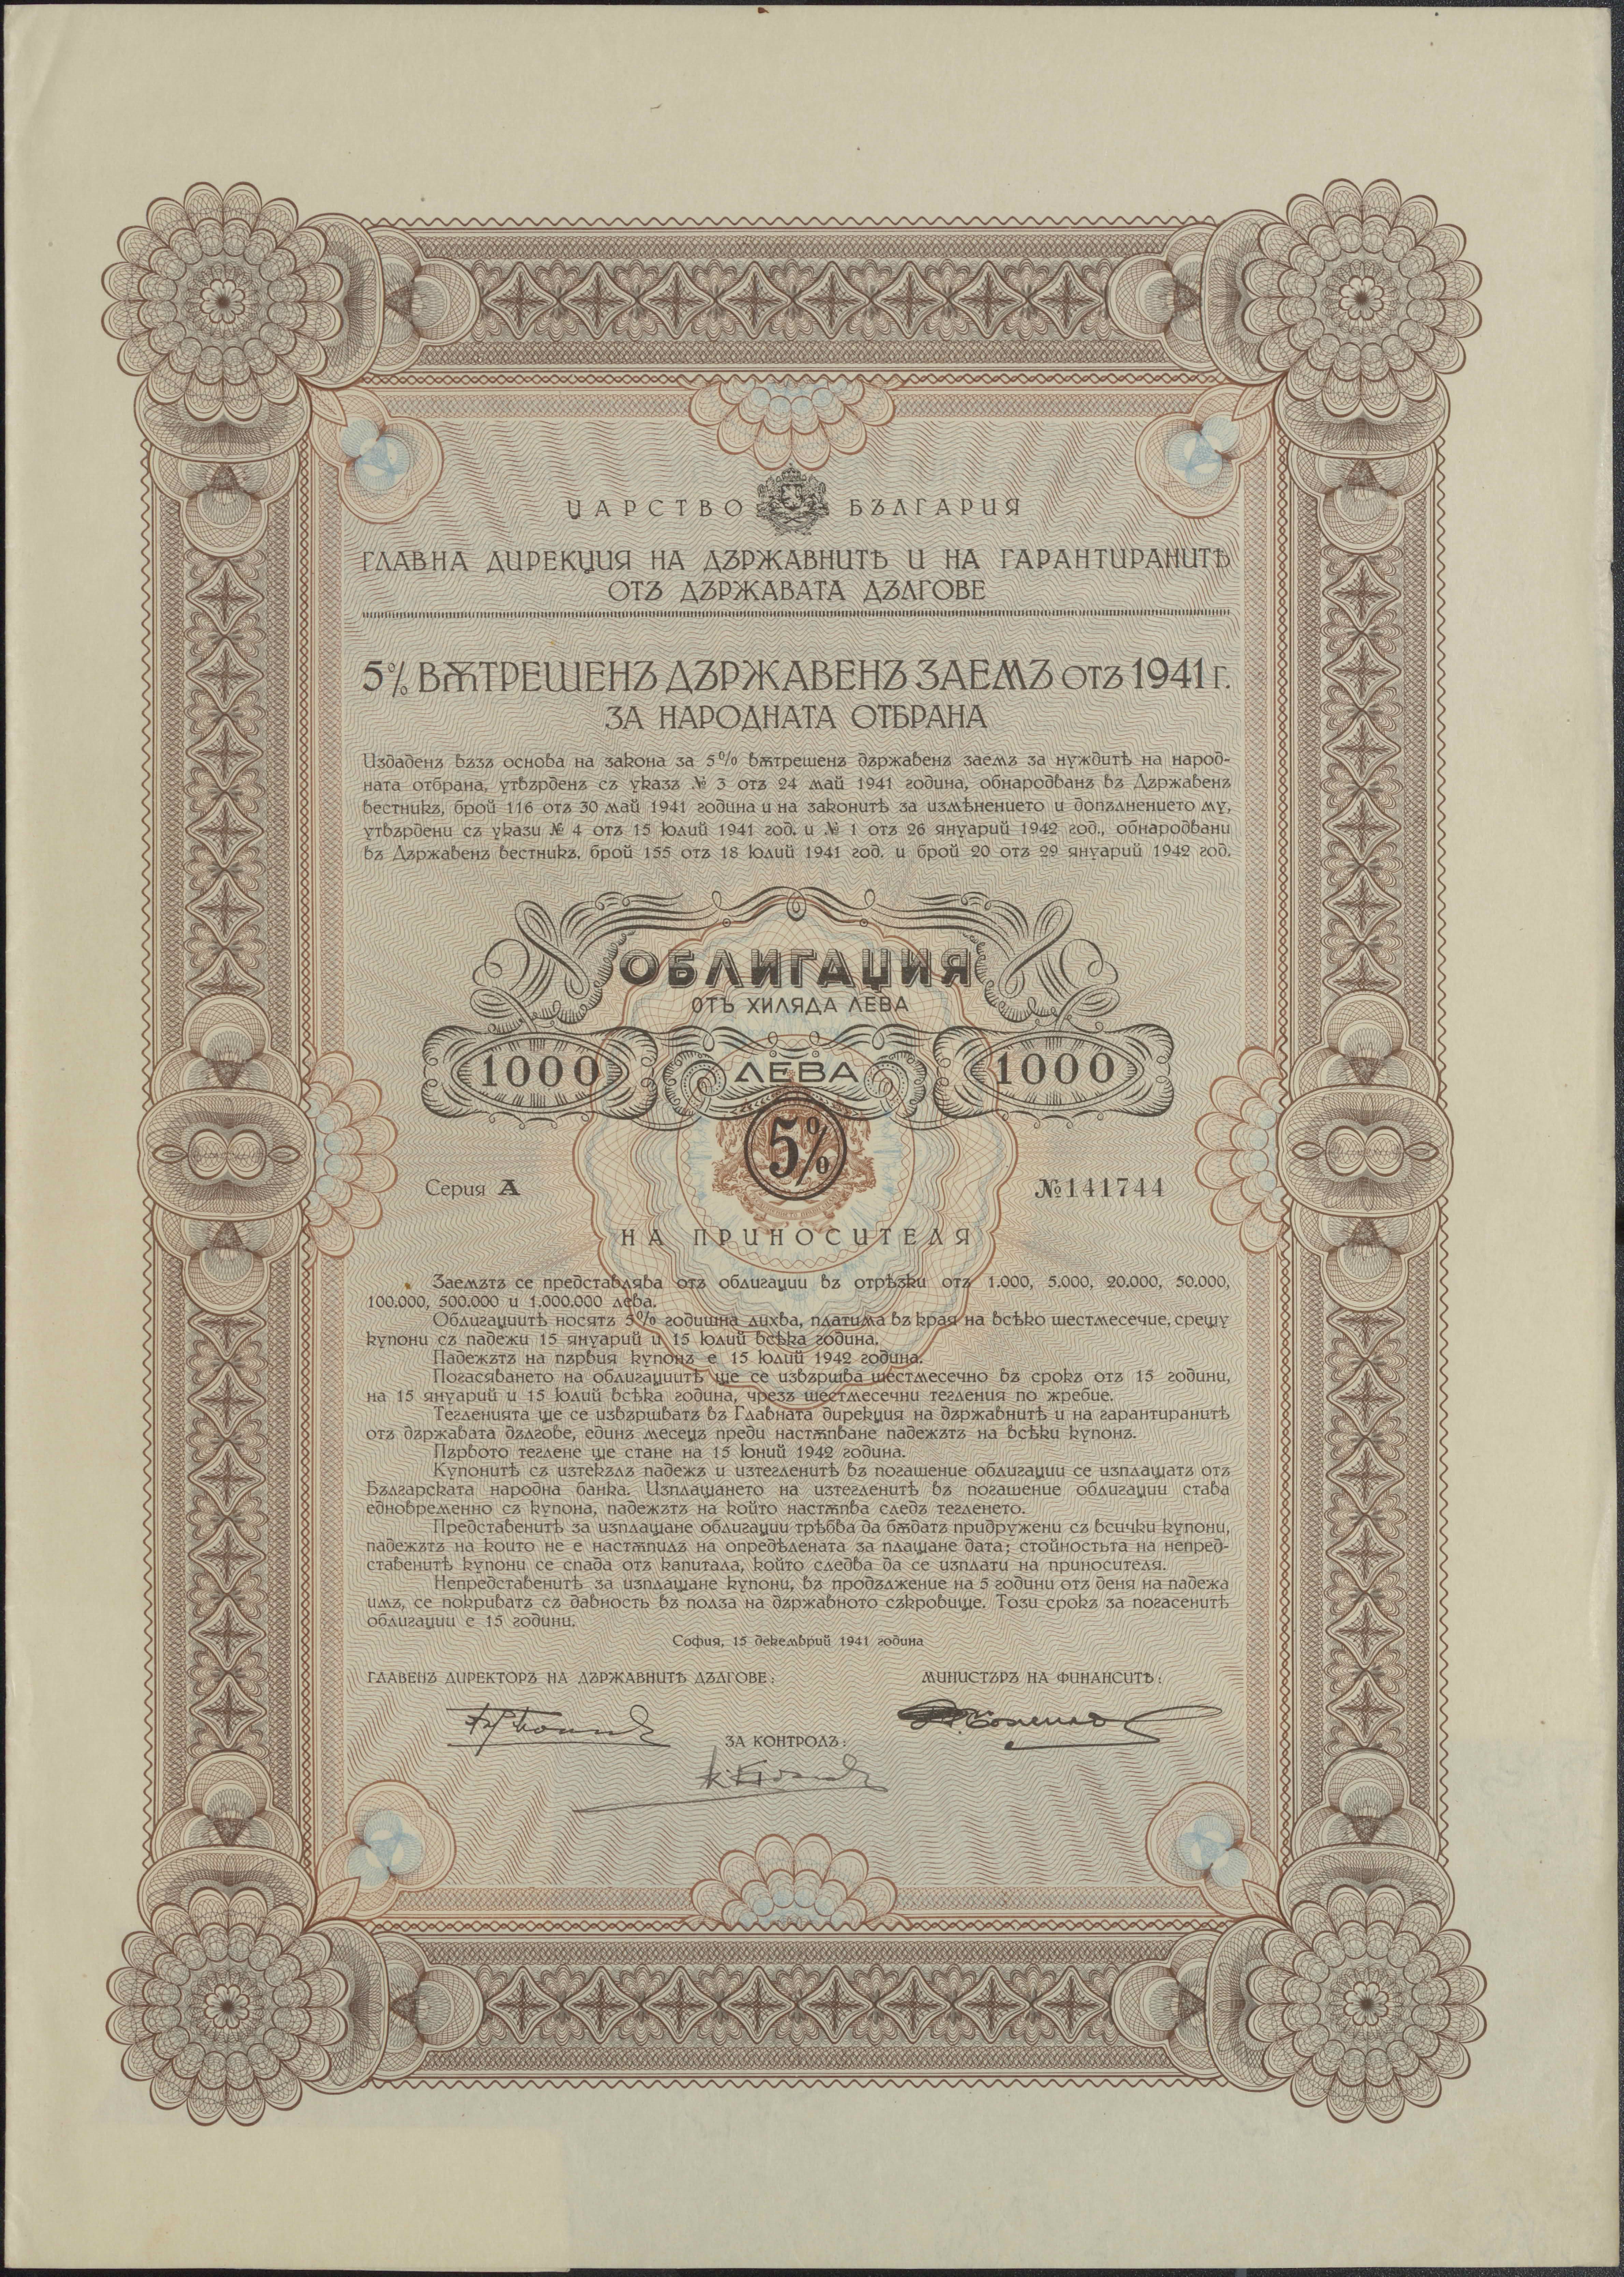 ЦАРСТВО БЪЛГАРИЯ
ГЛАВНА ДИРЕКЦИЯ НА ДЪРЖАВНИТѢ И НА ГАРАНТИРАНИТѢ
ОТЪ ДЪРЖАВАТА ДЪЛГОВЕ
5% ВѪТРЕШЕНЪ ДЪРЖАВЕНЪ ЗАЕМЪ ОТЪ 1941 Г.
ЗА НАРОДНАТА ОТБРАНА
Издаденъ възъ основа на закона за 5% вѫтрешенъ държавенъ заемъ за нуждитѣ на народ-
ната отбрана, утвърденъ съ указъ № 3 отъ 24 май 1941 година, обнародванъ въ Държавенъ
вестникъ, брой 116 отъ 30 май 1941 година и на законитѣ за измѣнението и допълнението му,
утвърдени съ укази № 4 отъ 15 юлий 1941 год. и № 1 отъ 26 януарий 1942 год., обнародвани
въ Държавенъ вестникъ, брой 155 отъ 18 юлий 1941 год. и брой 20 отъ 29 януарий 1942 год.
ОБЛИГАЦИЯ
ОТЪ ХИЛЯДА ЛЕВА
1000 ЛЕВА 1000
5%
Серия А №141744
НА ПРИНОСИТЕЛЯ
Заемътъ се представлява отъ облигации въ отрѣзки отъ 1.000, 5.000, 20.000, 50.000,
100.000, 500.000 и 1.000.000 лева.
Облигациитѣ носятъ 5% годишна лихва, платима въ края на всѣко шестмесечие, срещу
купони съ падежи 15 януарий и 15 юлий всѣка година.
Падежътъ на първия купонъ е 15 юлий 1942 година.
Погасяването на облигациитѣ ще се извършва шестмесечно въ срокъ отъ 15 години,
на 15 януарий и 15 юлий всѣка година, чрезъ шестмесечни тегления по жребие.
Тегленията ще се извършватъ въ Главната дирекция на държавнитѣ и на гарантиранитѣ
отъ държавата дългове, единъ месецъ преди настѫпване падежътъ на всѣки купонъ.
Първото теглене ще стане на 15 юний 1942 година.
Купонитѣ съ изтекълъ падежъ и изтегленитѣ въ погашение облигации се изплащатъ отъ
Българската народна банка. Изплащането на изтегленитѣ въ погашение облигации става
едновременно съ купона, падежътъ на който настѫпва следъ тегленето.
Представенитѣ за изплащане облигации трѣбва да бѫдатъ придружени съ всички купони,
падежътъ на които не е настѫпилъ на опредѣлената за плащане дата; стойностьта на непред-
ставенитѣ купони се спада отъ капитала, който следва да се изплати на приносителя.
Непредставенитѣ за изплащане купони, въ продължение на 5 години отъ деня на падежа
имъ, се покриватъ съ давность въ полза на държавното съкровище. Този срокъ за погасенитѣ
облигации е 15 години.
София, 15 декемврий 1941 година
ГЛАВЕНЪ ДИРЕКТОРЪ НА ДЪРЖАВНИТѢ ДЪЛГОВЕ: МИНИСТЪРЪ НА ФИНАНСИТѢ:
ЗА КОНТРОЛЪ: